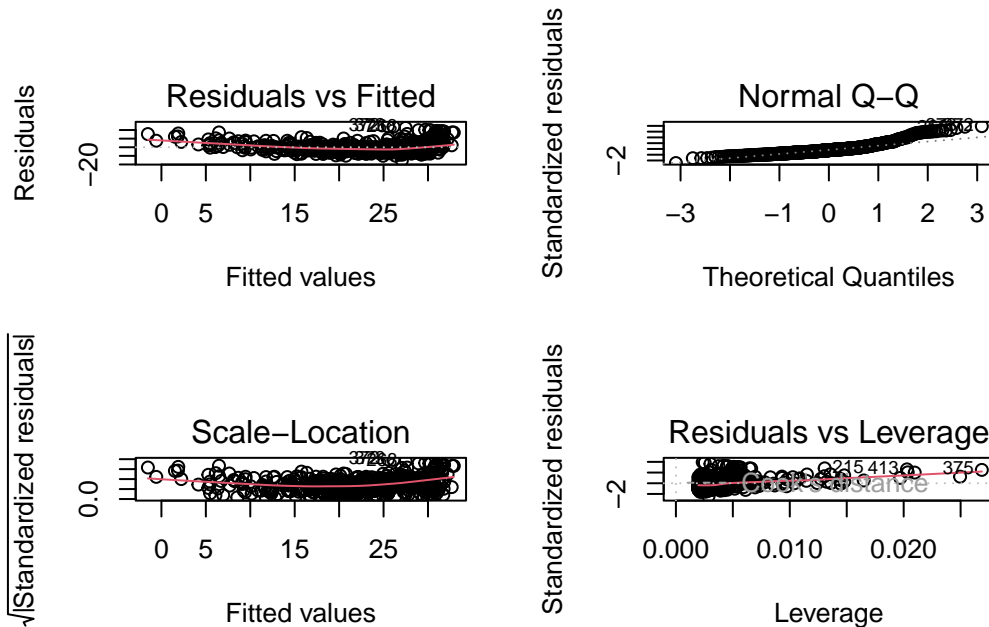 Residuals vs Fitted
Residuals
−20
0 5 15 25
Fitted values
Normal Q−Q
Standardized residuals
−2
−3 −1 0 1 2 3
Theoretical Quantiles
Scale−Location
√|Standardized residuals|
0.0
0 5 15 25
Fitted values
Residuals vs Leverage
Standardized residuals
−2
Cook's distance
215 413 375
0.000 0.010 0.020
Leverage